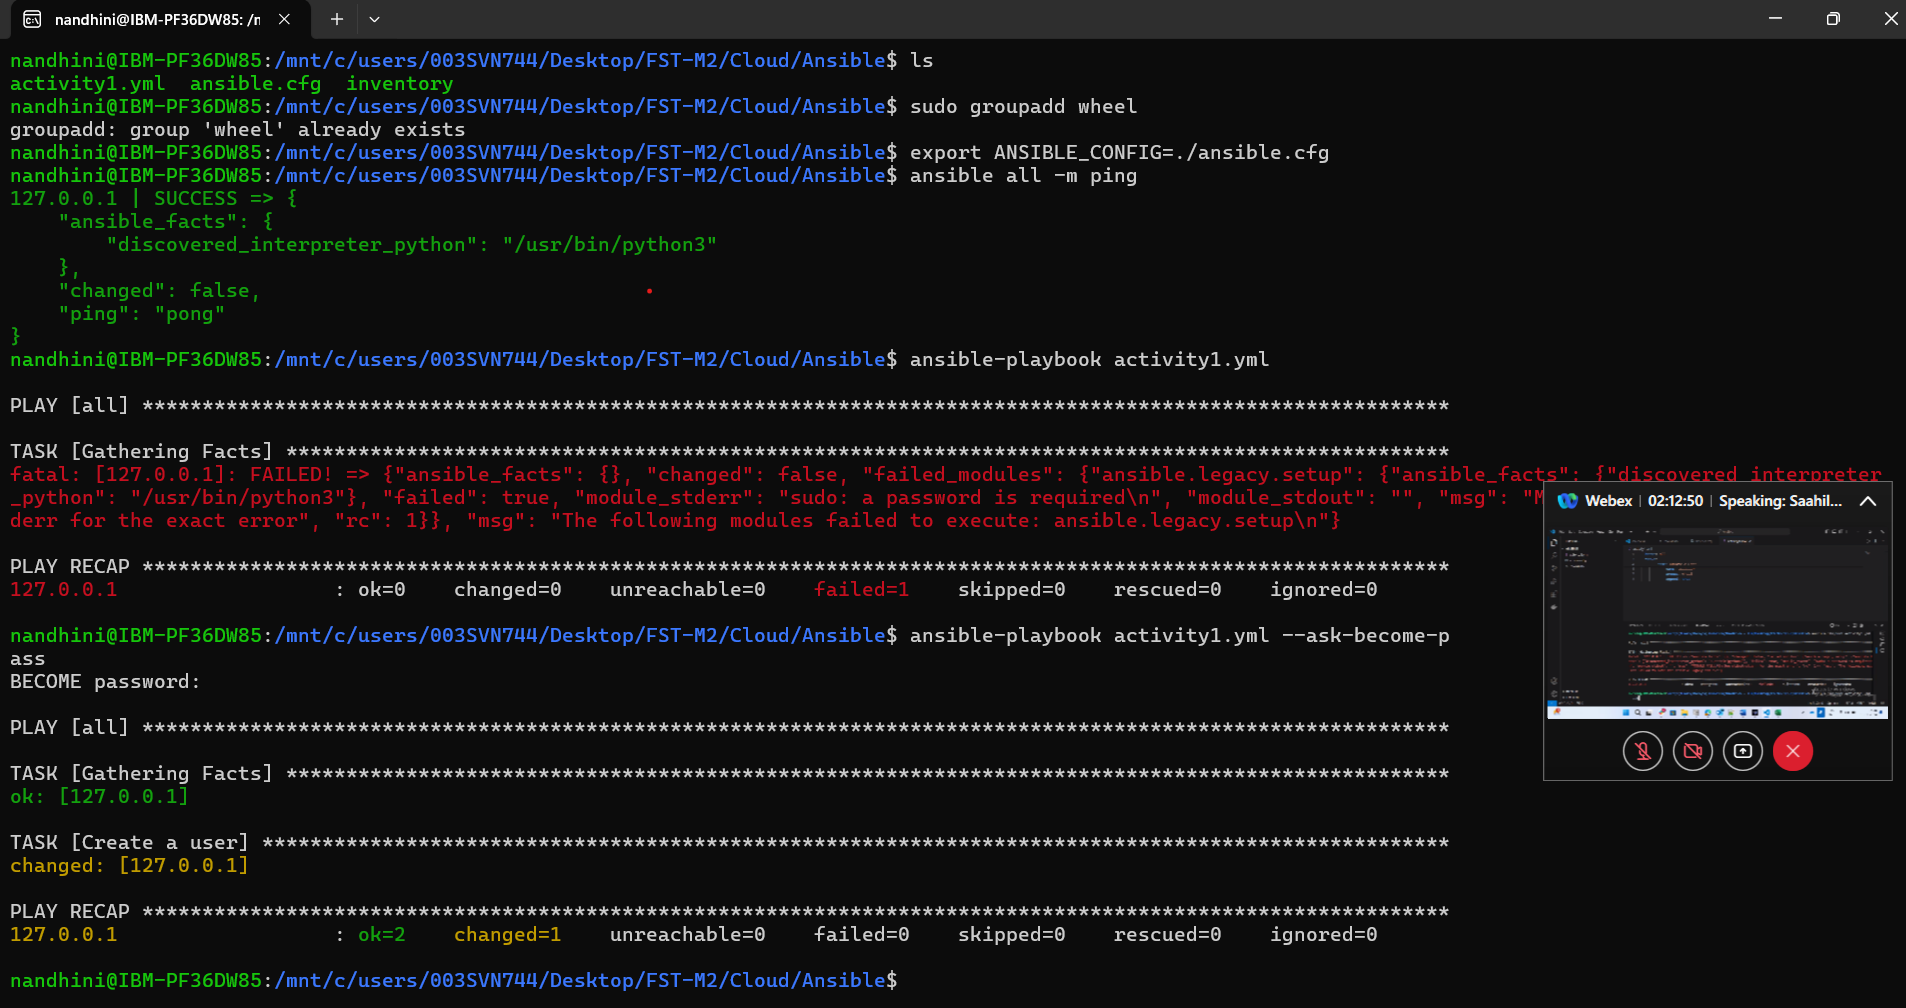 nandhini@IBM-PF36DW85: /n
nandhini@IBM-PF36DW85:/mnt/c/users/003SVN744/Desktop/FST-M2/Cloud/Ansible$ ls
activity1.yml  ansible.cfg  inventory
nandhini@IBM-PF36DW85:/mnt/c/users/003SVN744/Desktop/FST-M2/Cloud/Ansible$ sudo groupadd wheel
groupadd: group 'wheel' already exists
nandhini@IBM-PF36DW85:/mnt/c/users/003SVN744/Desktop/FST-M2/Cloud/Ansible$ export ANSIBLE_CONFIG=./ansible.cfg
nandhini@IBM-PF36DW85:/mnt/c/users/003SVN744/Desktop/FST-M2/Cloud/Ansible$ ansible all -m ping
127.0.0.1 | SUCCESS => {
    "ansible_facts": {
        "discovered_interpreter_python": "/usr/bin/python3"
    },
    "changed": false,
    "ping": "pong"
}
nandhini@IBM-PF36DW85:/mnt/c/users/003SVN744/Desktop/FST-M2/Cloud/Ansible$ ansible-playbook activity1.yml
PLAY [all] *************************************************************************************************************
TASK [Gathering Facts] *************************************************************************************************
fatal: [127.0.0.1]: FAILED! => {"ansible_facts": {}, "changed": false, "failed_modules": {"ansible.legacy.setup": {"ansible_facts": {"discovered_interpreter
_python": "/usr/bin/python3"}, "failed": true, "module_stderr": "sudo: a password is required\n", "module_stdout": "", "msg": "M
derr for the exact error", "rc": 1}}, "msg": "The following modules failed to execute: ansible.legacy.setup\n"}
Webex | 02:12:50 | Speaking: Saahil...
PLAY RECAP *************************************************************************************************************
127.0.0.1                  : ok=0    changed=0    unreachable=0    failed=1    skipped=0    rescued=0    ignored=0
nandhini@IBM-PF36DW85:/mnt/c/users/003SVN744/Desktop/FST-M2/Cloud/Ansible$ ansible-playbook activity1.yml --ask-become-p
ass
BECOME password:
PLAY [all] *************************************************************************************************************
TASK [Gathering Facts] *************************************************************************************************
ok: [127.0.0.1]
TASK [Create a user] ***************************************************************************************************
changed: [127.0.0.1]
PLAY RECAP *************************************************************************************************************
127.0.0.1                  : ok=2    changed=1    unreachable=0    failed=0    skipped=0    rescued=0    ignored=0
nandhini@IBM-PF36DW85:/mnt/c/users/003SVN744/Desktop/FST-M2/Cloud/Ansible$